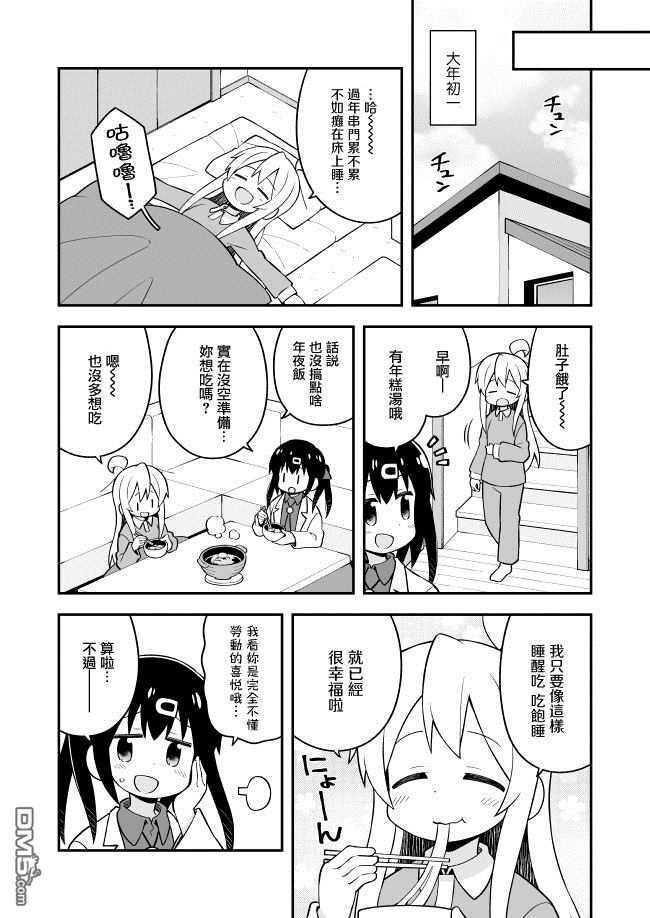 大年初一
チュン
チュン
…哈~~~~
過年串門累不累
不如癱在床上睡…
咕嚕嚕—…
肚子餓了~~~
早啊—
有年糕湯哦
話說
也沒搞點啥
年夜飯
實在沒空準備…
妳想吃嗎？
嗯~~~
也沒多想吃
我只要像這樣
睡醒吃 吃飽睡
就已經
很幸福啦
にょーん
我看妳是完全不懂
勞動的喜悅哦…
算啦…
不過——
DM5.com